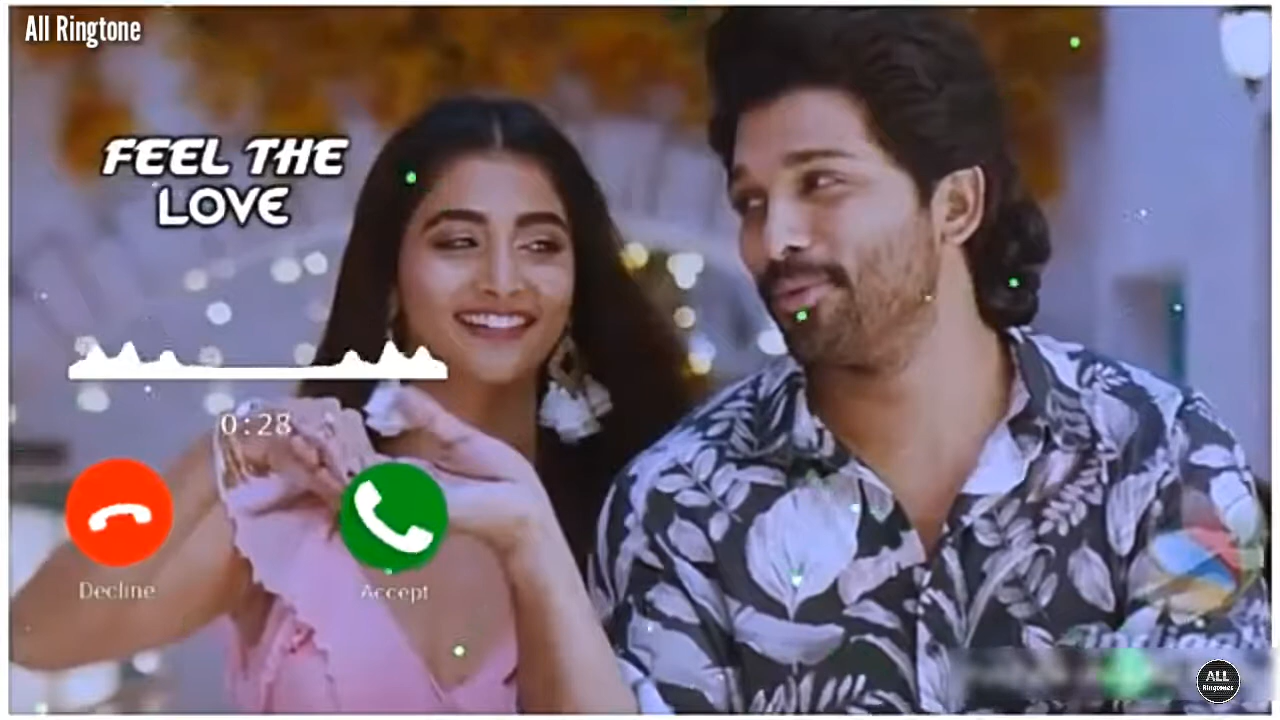 All Ringtone
FEEL THE
LOVE
0:28
Decline
Accept
ALL
Ringtones